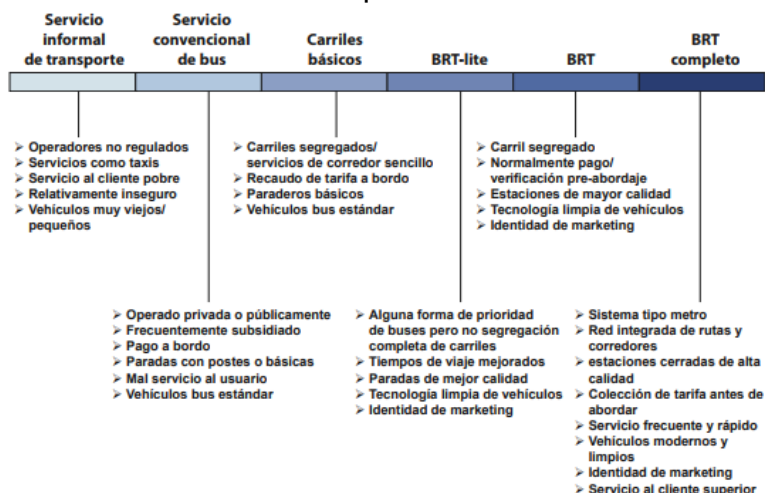 Servicio
informal
de transporte
Servicio
convencional
de bus
Carriles
básicos
BRT-lite
BRT
BRT
completo
➢ Operadores no regulados
➢ Servicios como taxis
➢ Servicio al cliente pobre
➢ Relativamente inseguro
➢ Vehículos muy viejos/
pequeños
➢ Carriles segregados/
servicios de corredor sencillo
➢ Recaudo de tarifa a bordo
➢ Paraderos básicos
➢ Vehículos bus estándar
➢ Carril segregado
➢ Normalmente pago/
verificación pre-abordaje
➢ Estaciones de mayor calidad
➢ Tecnología limpia de vehículos
➢ Identidad de marketing
➢ Operado privada o públicamente
➢ Frecuentemente subsidiado
➢ Pago a bordo
➢ Paradas con postes o básicas
➢ Mal servicio al usuario
➢ Vehículos bus estándar
➢ Alguna forma de prioridad
de buses pero no segregación
completa de carriles
➢ Tiempos de viaje mejorados
➢ Paradas de mejor calidad
➢ Tecnología limpia de vehículos
➢ Identidad de marketing
➢ Sistema tipo metro
➢ Red integrada de rutas y
corredores
➢ estaciones cerradas de alta
calidad
➢ Colección de tarifa antes de
abordar
➢ Servicio frecuente y rápido
➢ Vehículos modernos y
limpios
➢ Identidad de marketing
➢ Servicio al cliente superior